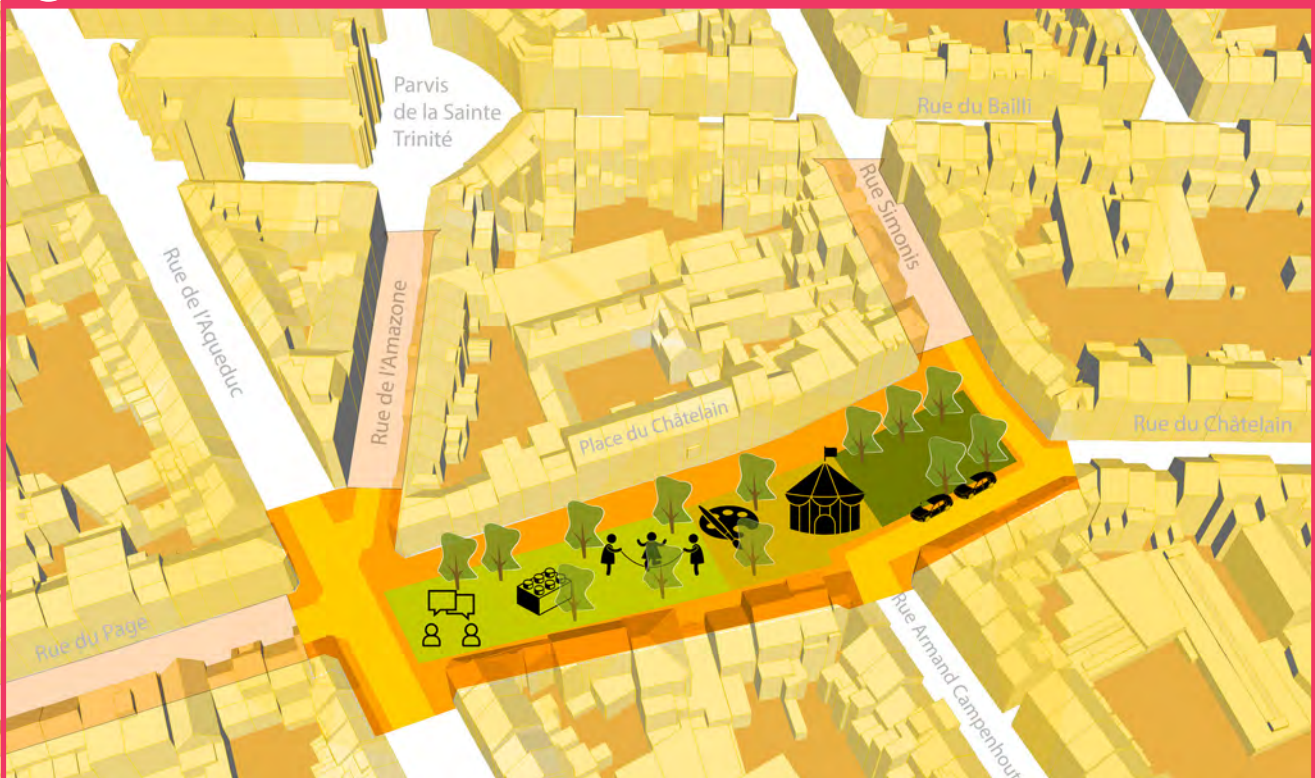 Parvis
de la Sainte
Trinité
Rue du Bailli
Rue Simonis
Rue de l'Aqueduc
Rue de l'Amazone
Place du Châtelain
Rue du Châtelain
Rue du Page
Rue Armand Campenhout